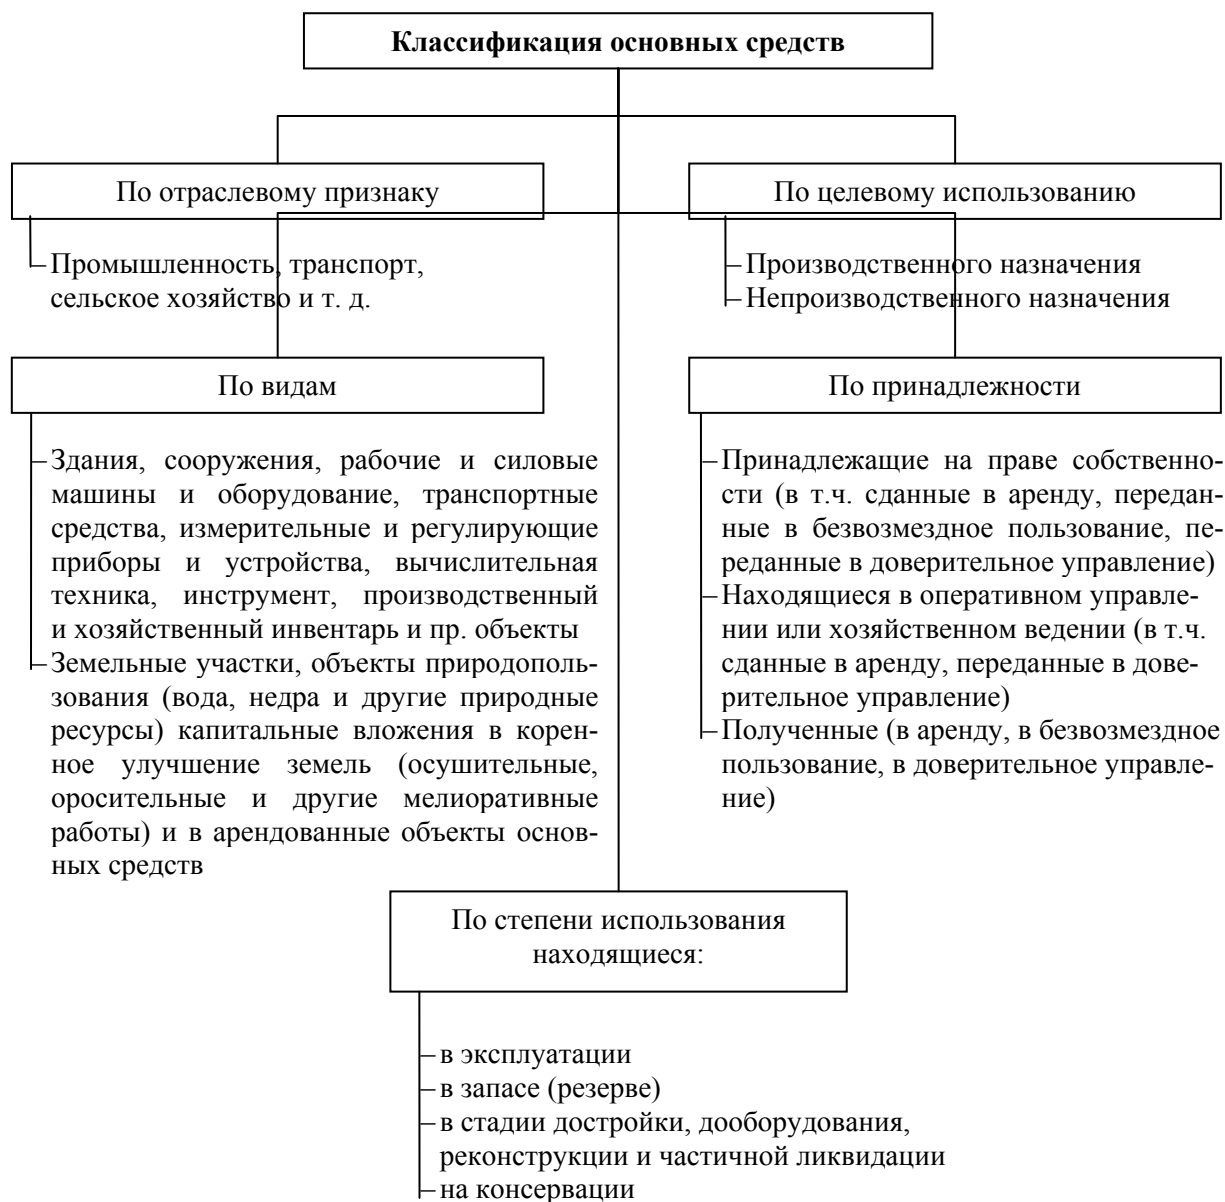 Классификация основных средств
По отраслевому признаку
Промышленность, транспорт,
сельское хозяйство и т. д.
По целевому использованию
Производственного назначения
Непроизводственного назначения
По видам
Здания, сооружения, рабочие и силовые
машины и оборудование, транспортные
средства, измерительные и регулирующие
приборы и устройства, вычислительная
техника, инструмент, производственный
и хозяйственный инвентарь и пр. объекты
Земельные участки, объекты природополь-
зования (вода, недра и другие природные
ресурсы) капитальные вложения в корен-
ное улучшение земель (осушительные,
оросительные и другие мелиоративные
работы) и в арендованные объекты основ-
ных средств
По принадлежности
Принадлежащие на праве собственно-
сти (в т.ч. сданные в аренду, передан-
ные в безвозмездное пользование, пе-
реданные в доверительное управление)
Находящиеся в оперативном управле-
нии или хозяйственном ведении (в т.ч.
сданные в аренду, переданные в дове-
рительное управление)
Полученные (в аренду, в безвозмездное
пользование, в доверительное управле-
ние)
По степени использования
находящиеся:
в эксплуатации
в запасе (резерве)
в стадии достройки, дооборудования,
реконструкции и частичной ликвидации
на консервации